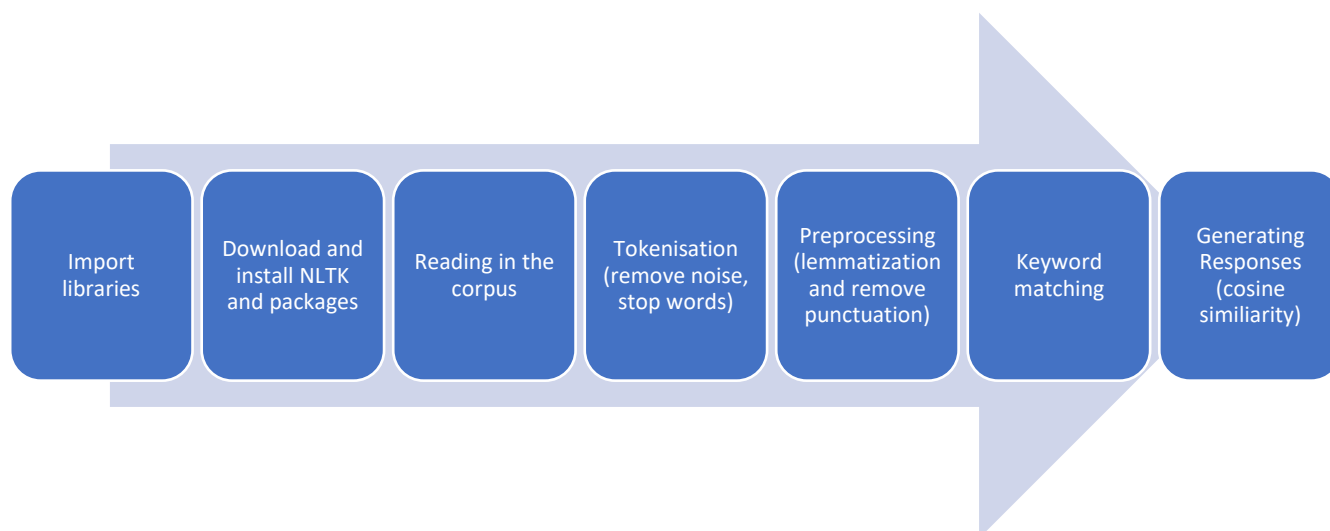 Import
libraries
Download and
install NLTK
and packages
Reading in the
corpus
Tokenisation
(remove noise,
stop words)
Preprocessing
(lemmatization
and remove
punctuation)
Keyword
matching
Generating
Responses
(cosine
similiarity)